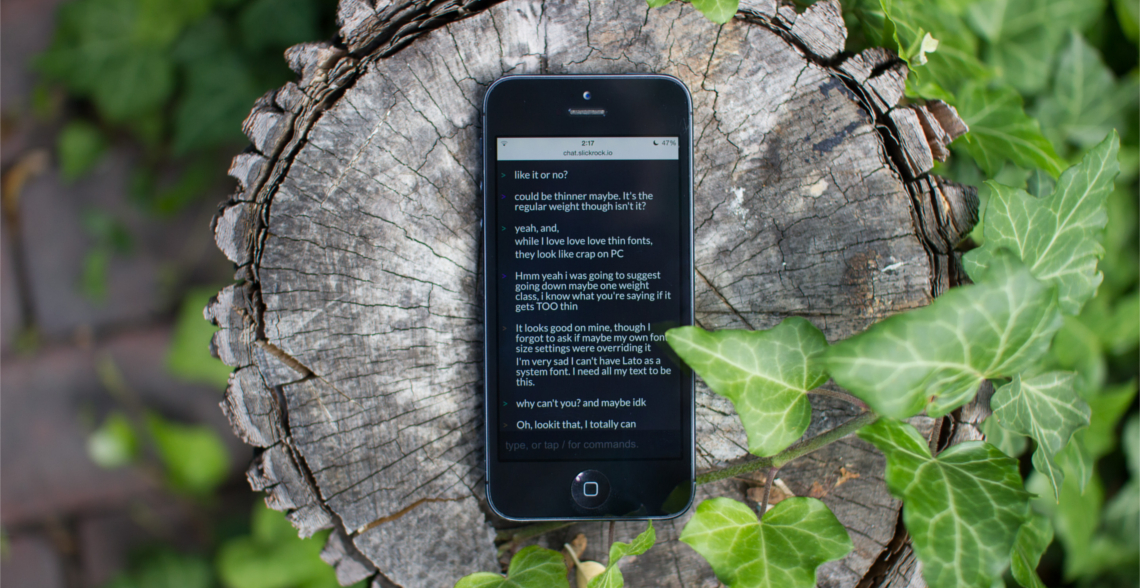 2:17
47%
chat.slickrock.io
> like it or no?
> could be thinner maybe. It's the
regular weight though isn't it?
> yeah, and,
while I love love love thin fonts,
they look like crap on PC
> Hmm yeah i was going to suggest
going down maybe one weight
class, i know what you're saying if it
gets TOO thin
> It looks good on mine, though I
forgot to ask if maybe my own font
size settings were overriding it
I'm very sad I can't have Lato as a
system font. I need all my text to be
this.
> why can't you? and maybe idk
> Oh, lookit that, I totally can
type, or tap / for commands.